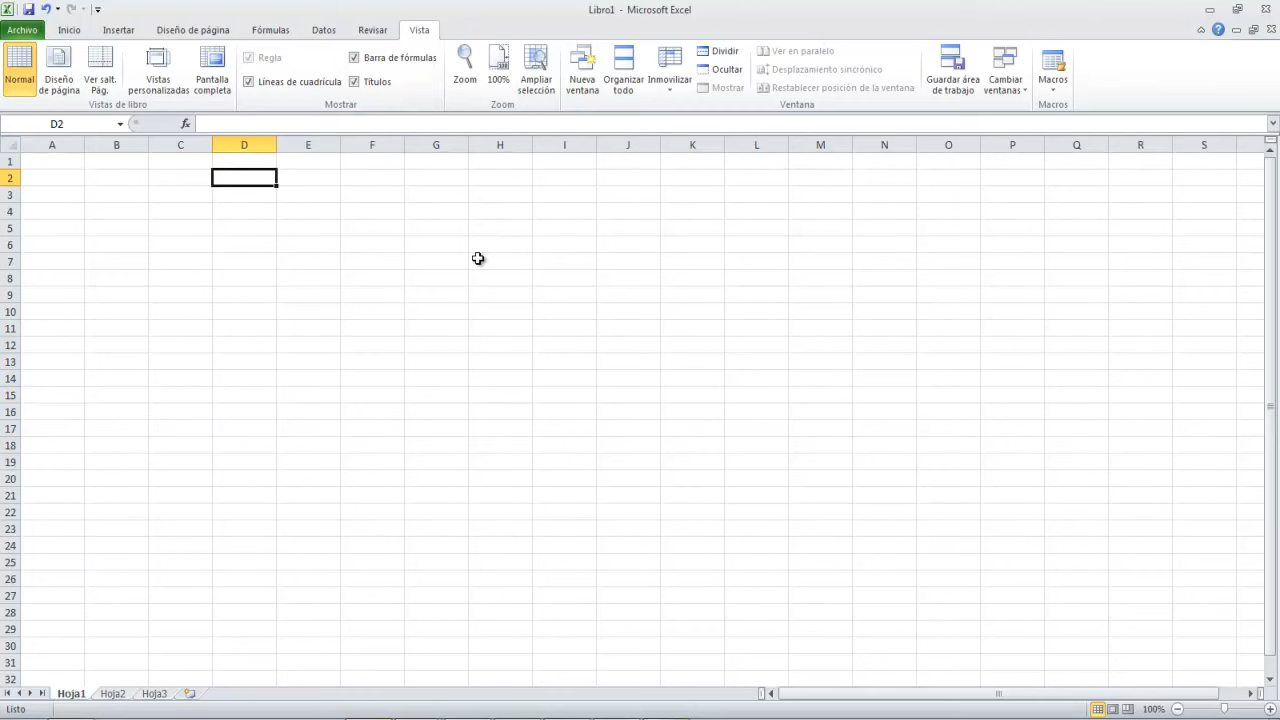 Libro1 - Microsoft Excel
Archivo Inicio Insertar Diseño de página Fórmulas Datos Revisar Vista
Normal
Diseño de página
Ver salt. Pág.
Vistas personalizadas
Pantalla completa
Vistas de libro
Regla
Barra de fórmulas
Líneas de cuadrícula
Títulos
Mostrar
Zoom
100%
Ampliar selección
Zoom
Nueva ventana
Organizar todo
Inmovilizar
Dividir
Ocultar
Mostrar
Ver en paralelo
Desplazamiento sincrónico
Restablecer posición de la ventana
Ventana
Guardar área de trabajo
Cambiar ventanas
Macros
Macros
D2
fx
A B C D E F G H I J K L M N O P Q R S
1
2
3
4
5
6
7
8
9
10
11
12
13
14
15
16
17
18
19
20
21
22
23
24
25
26
27
28
29
30
31
32
Hoja1 Hoja2 Hoja3
Listo
100%